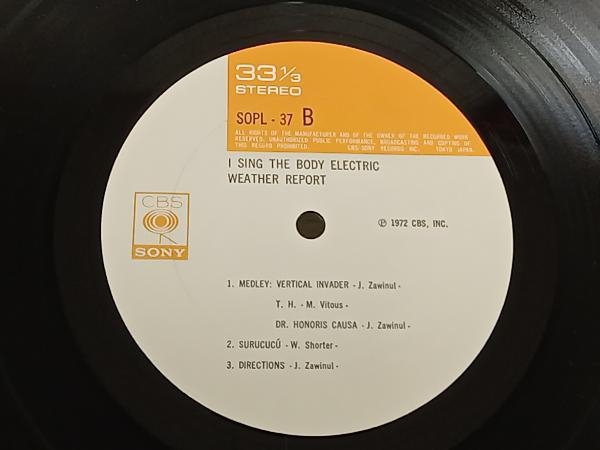 33 1/3
STEREO
SOPL - 37 B
ALL RIGHTS OF THE MANUFACTURER AND OF THE OWNER OF THE RECORDED WORK
RESERVED. UNAUTHORIZED PUBLIC PERFORMANCE, BROADCASTING AND COPYING OF
THIS RECORD PROHIBITED. CBS/SONY RECORDS INC. TOKYO JAPAN.
I SING THE BODY ELECTRIC
WEATHER REPORT
CBS
SONY
℗ 1972 CBS, INC.
1. MEDLEY: VERTICAL INVADER - J. Zawinul -
T. H. - M. Vitous -
DR. HONORIS CAUSA - J. Zawinul -
2. SURUCUCÚ - W. Shorter -
3. DIRECTIONS - J. Zawinul -